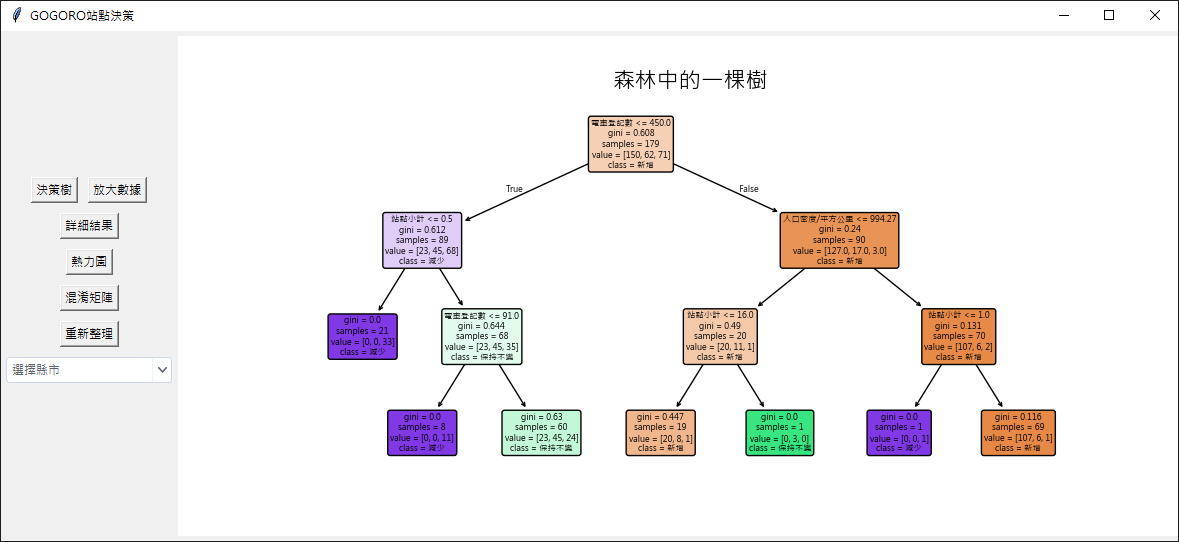 GOGORO站點決策
決策樹 放大數據
詳細結果
熱力圖
混淆矩陣
重新整理
選擇縣市
森林中的一棵樹
電車登記數 <= 450.0
gini = 0.608
samples = 179
value = [150, 62, 71]
class = 新增
True
False
站點小計 <= 0.5
gini = 0.612
samples = 89
value = [23, 45, 68]
class = 減少
人口密度/平方公里 <= 994.27
gini = 0.24
samples = 90
value = [127.0, 17.0, 3.0]
class = 新增
gini = 0.0
samples = 21
value = [0, 0, 33]
class = 減少
電車登記數 <= 91.0
gini = 0.644
samples = 68
value = [23, 45, 35]
class = 保持不變
站點小計 <= 16.0
gini = 0.49
samples = 20
value = [20, 11, 1]
class = 新增
站點小計 <= 1.0
gini = 0.131
samples = 70
value = [107, 6, 2]
class = 新增
gini = 0.0
samples = 8
value = [0, 0, 11]
class = 減少
gini = 0.63
samples = 60
value = [23, 45, 24]
class = 保持不變
gini = 0.447
samples = 19
value = [20, 8, 1]
class = 新增
gini = 0.0
samples = 1
value = [0, 3, 0]
class = 保持不變
gini = 0.0
samples = 1
value = [0, 0, 1]
class = 減少
gini = 0.116
samples = 69
value = [107, 6, 1]
class = 新增